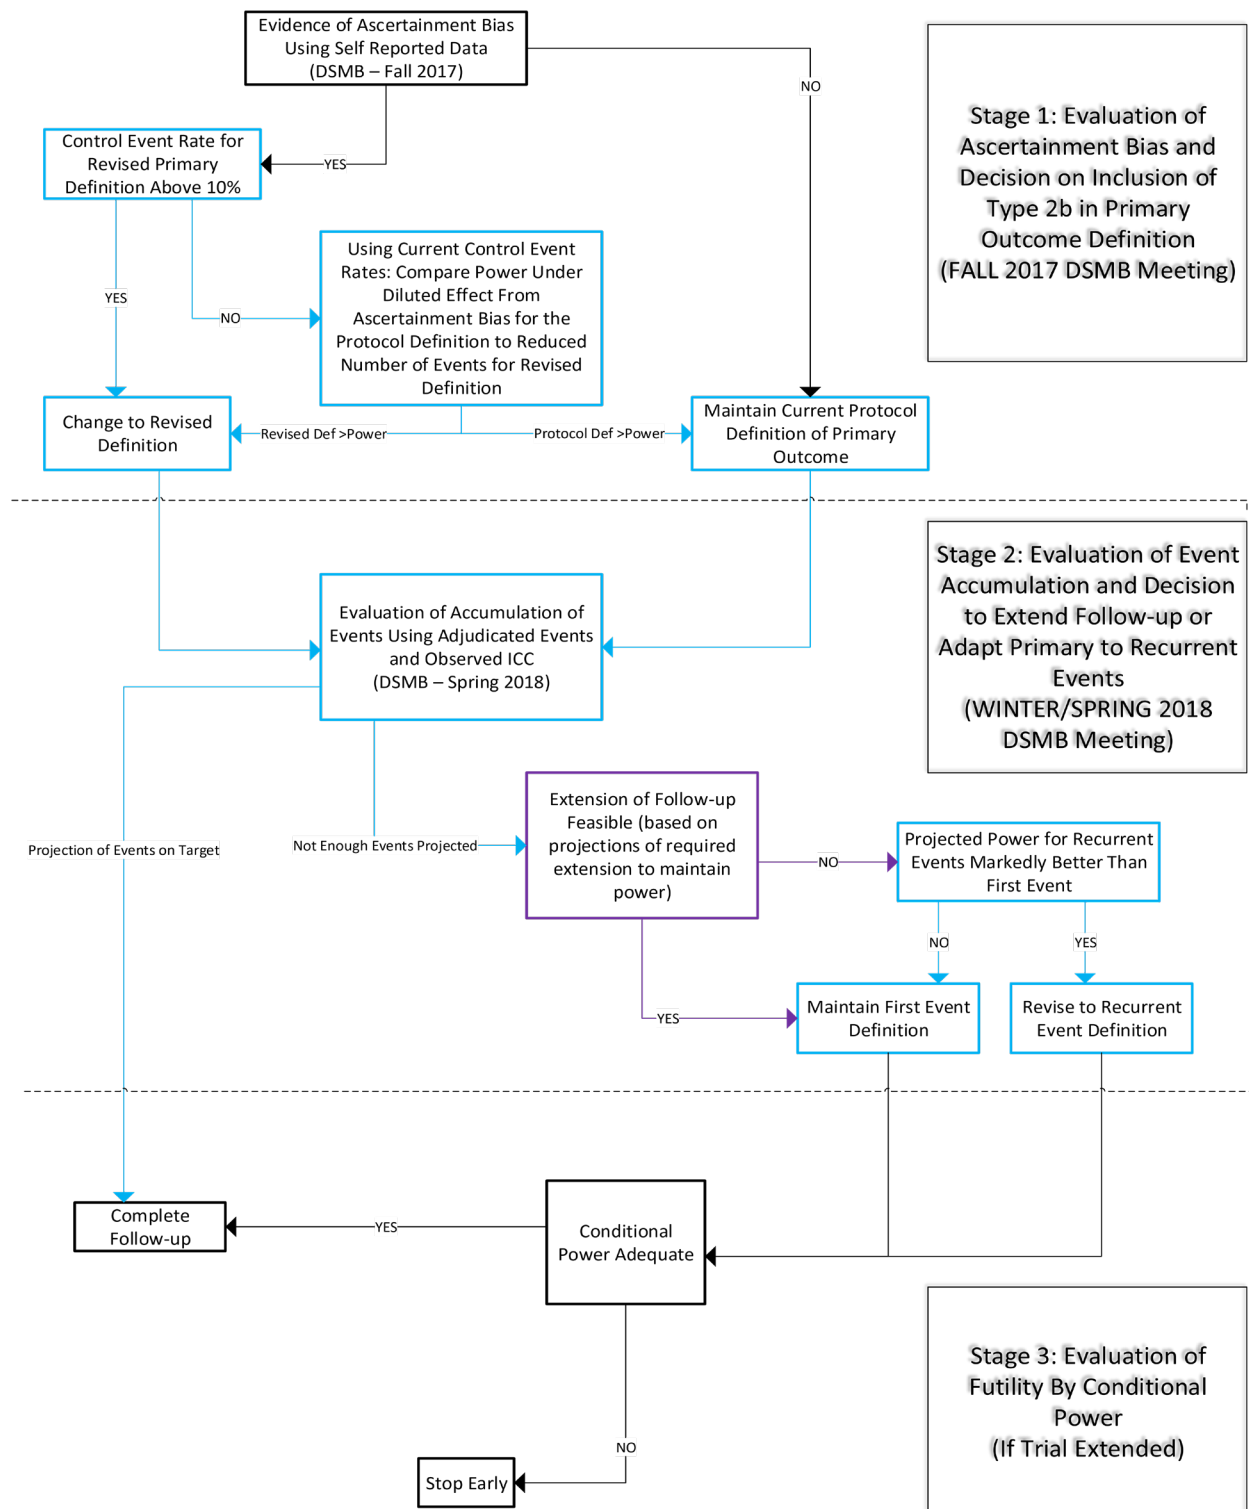 Evidence of Ascertainment Bias
Using Self Reported Data
(DSMB – Fall 2017)
NO
YES
Control Event Rate for
Revised Primary
Definition Above 10%
Stage 1: Evaluation of
Ascertainment Bias and
Decision on Inclusion of
Type 2b in Primary
Outcome Definition
(FALL 2017 DSMB Meeting)
YES
NO
Using Current Control Event
Rates: Compare Power Under
Diluted Effect From
Ascertainment Bias for the
Protocol Definition to Reduced
Number of Events for Revised
Definition
Change to Revised
Definition
Revised Def >Power
Protocol Def >Power
Maintain Current Protocol
Definition of Primary
Outcome
Stage 2: Evaluation of Event
Accumulation and Decision
to Extend Follow-up or
Adapt Primary to Recurrent
Events
(WINTER/SPRING 2018
DSMB Meeting)
Evaluation of Accumulation of
Events Using Adjudicated Events
and Observed ICC
(DSMB – Spring 2018)
Projection of Events on Target
Not Enough Events Projected
Extension of Follow-up
Feasible (based on
projections of required
extension to maintain
power)
NO
Projected Power for Recurrent
Events Markedly Better Than
First Event
NO
YES
YES
Maintain First Event
Definition
Revise to Recurrent
Event Definition
Complete
Follow-up
YES
Conditional
Power Adequate
Stage 3: Evaluation of
Futility By Conditional
Power
(If Trial Extended)
NO
Stop Early